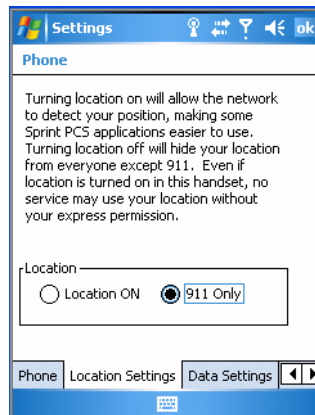 Settings
ok
Phone
Turning location on will allow the network
to detect your position, making some
Sprint PCS applications easier to use.
Turning location off will hide your location
from everyone except 911. Even if
location is turned on in this handset, no
service may use your location without
your express permission.
Location
Location ON 911 Only
Phone Location Settings Data Settings